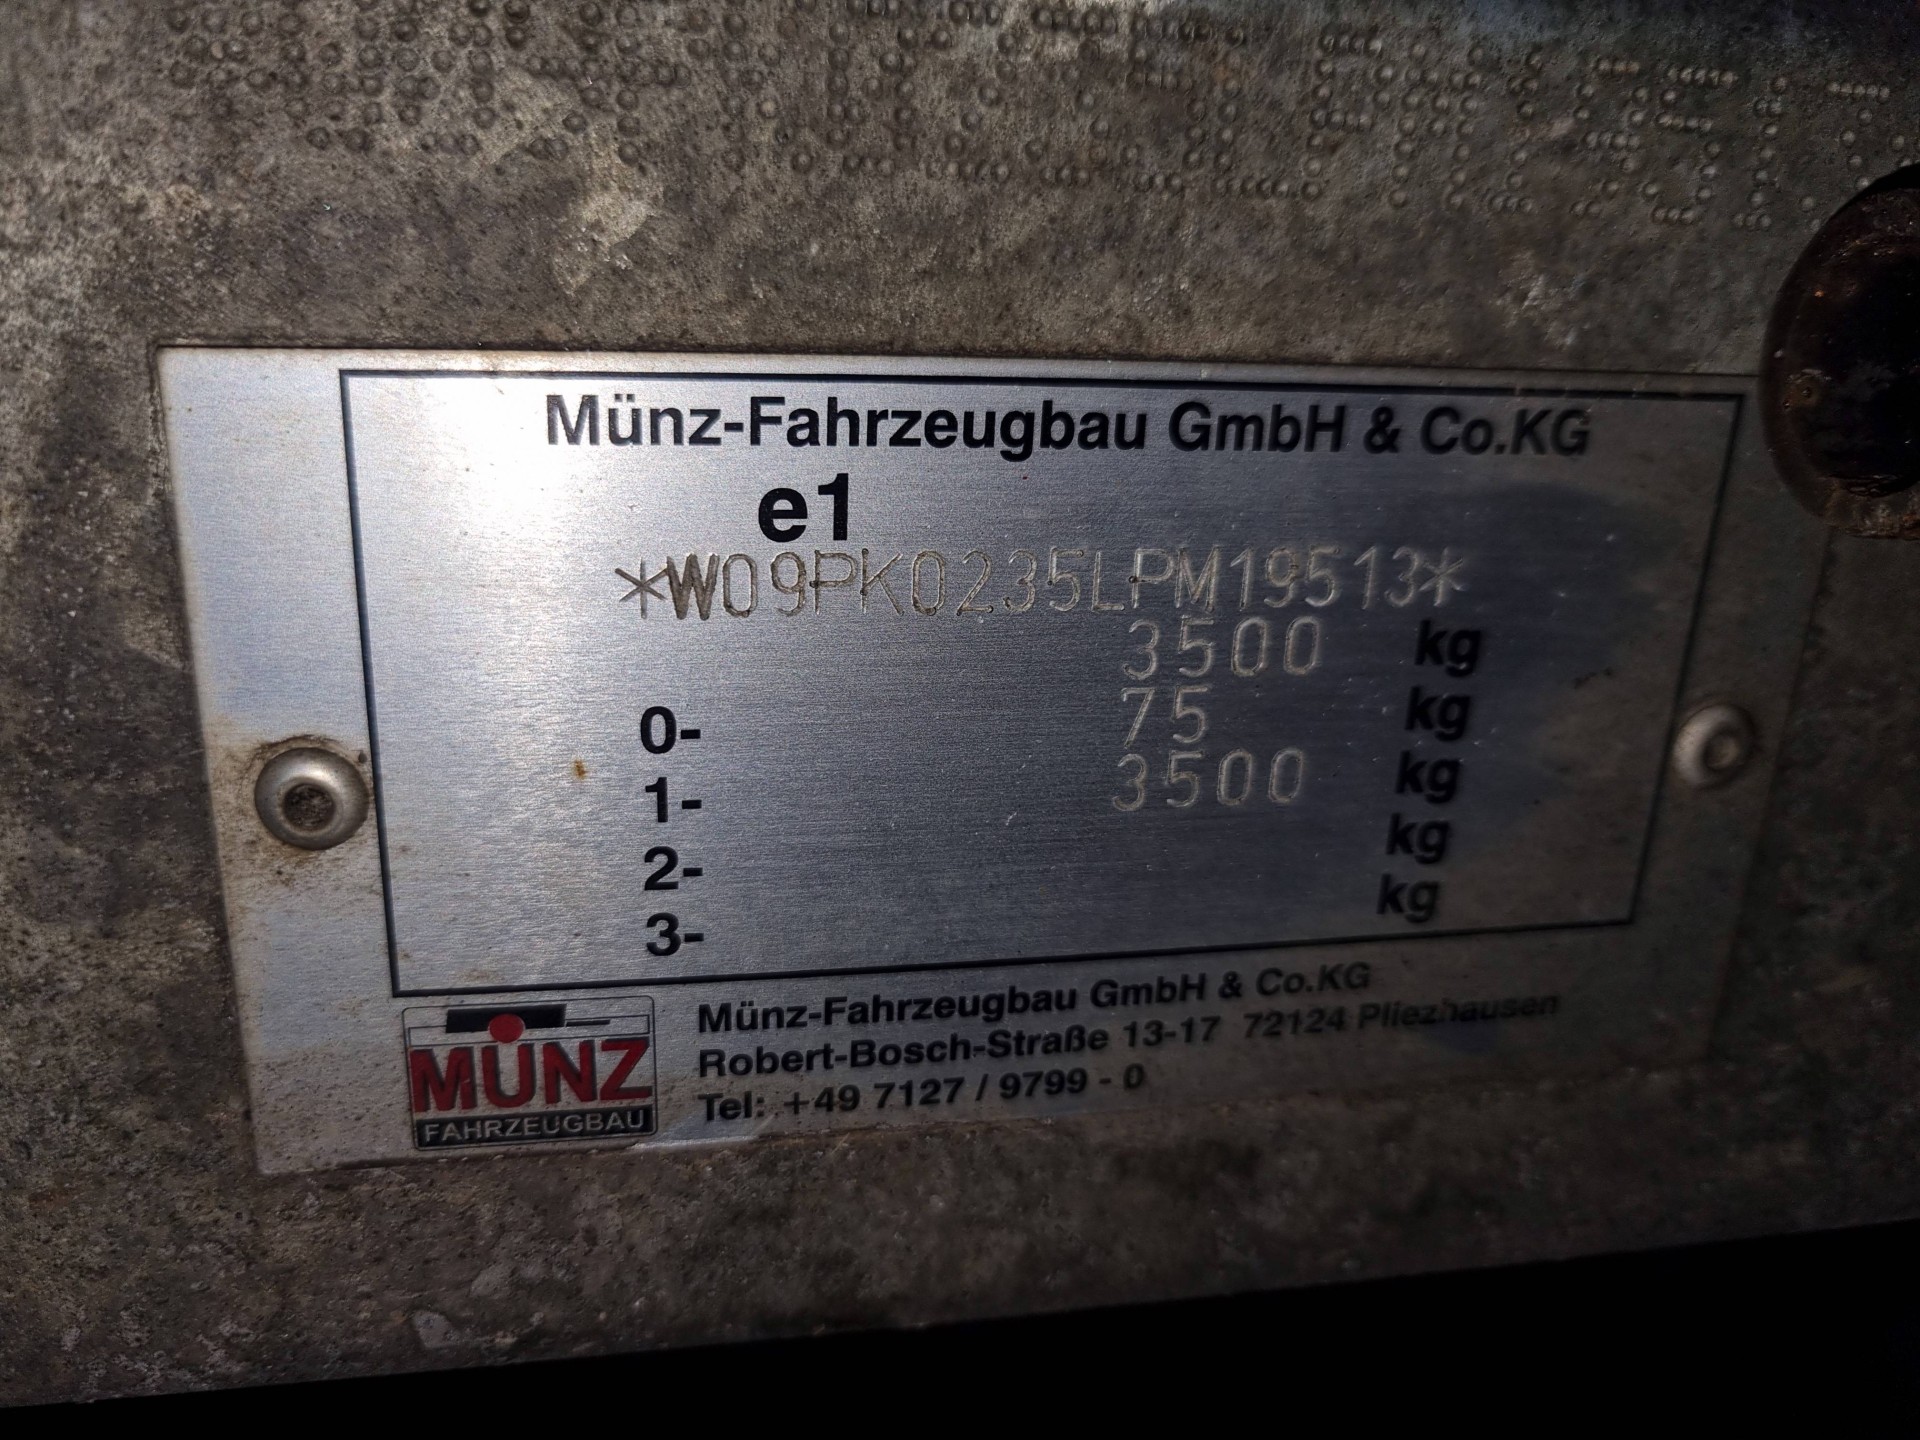 Münz-Fahrzeugbau GmbH & Co.KG
e1
*W09PK0235LPM19513*
3500 kg
0- 75 kg
1- 3500 kg
2- kg
3- kg
MÜNZ
FAHRZEUGBAU
Münz-Fahrzeugbau GmbH & Co.KG
Robert-Bosch-Straße 13-17 72124 Pliezhausen
Tel: +49 7127 / 9799 - 0